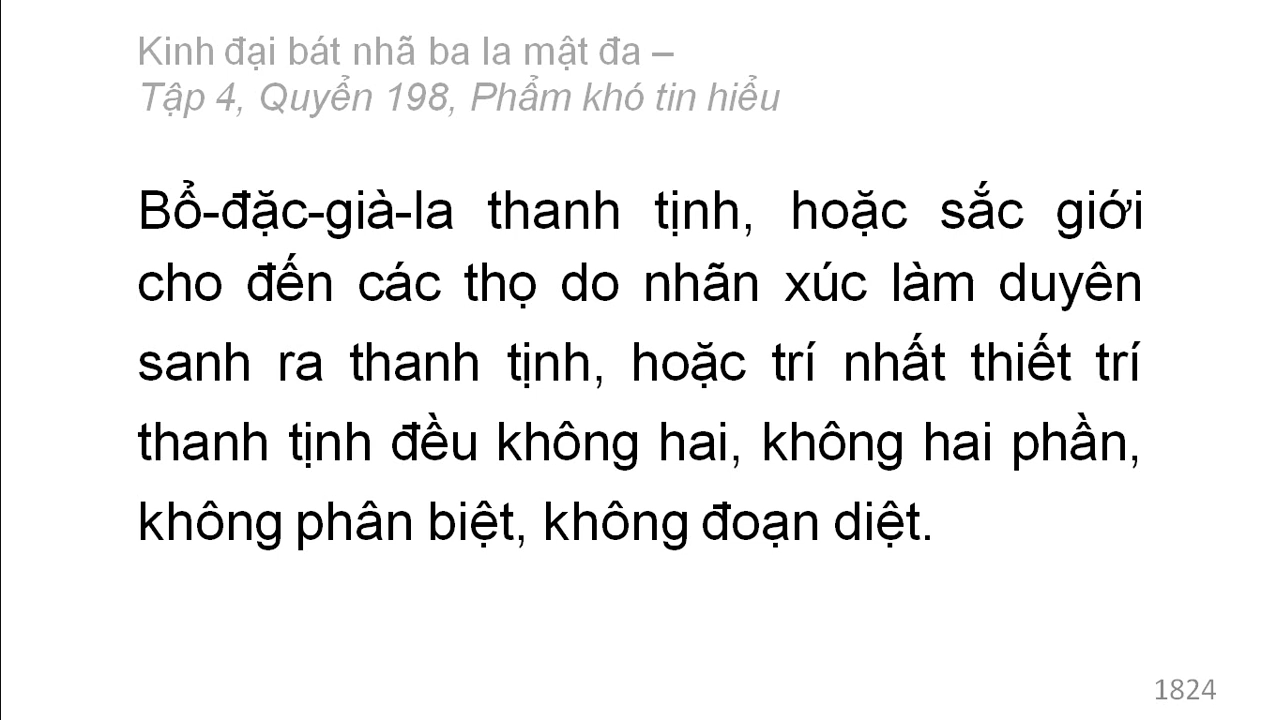 Kinh đại bát nhã ba la mật đa –
Tập 4, Quyển 198, Phẩm khó tin hiểu
Bổ-đặc-già-la thanh tịnh, hoặc sắc giới
cho đến các thọ do nhãn xúc làm duyên
sanh ra thanh tịnh, hoặc trí nhất thiết trí
thanh tịnh đều không hai, không hai phần,
không phân biệt, không đoạn diệt.
1824